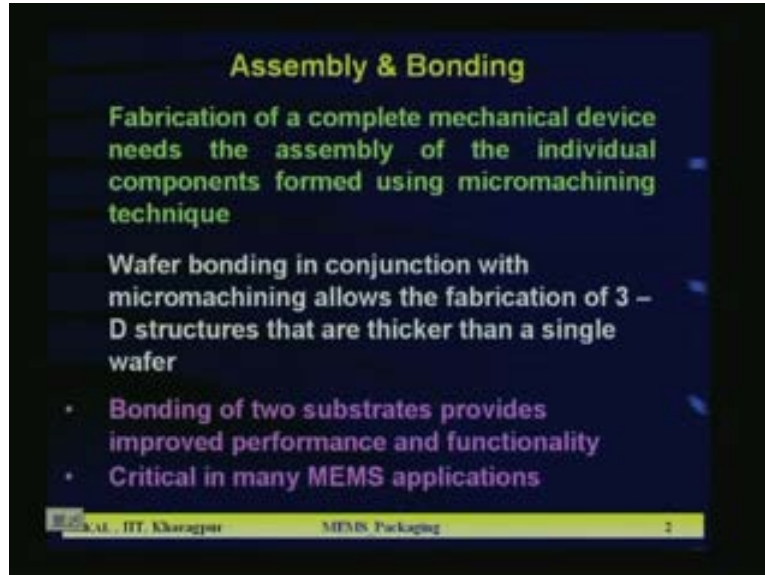 Assembly & Bonding
Fabrication of a complete mechanical device
needs the assembly of the individual
components formed using micromachining
technique
Wafer bonding in conjunction with
micromachining allows the fabrication of 3 –
D structures that are thicker than a single
wafer
• Bonding of two substrates provides
improved performance and functionality
• Critical in many MEMS applications
KAL, IIT, Kharagpur MEMS_Packaging 2